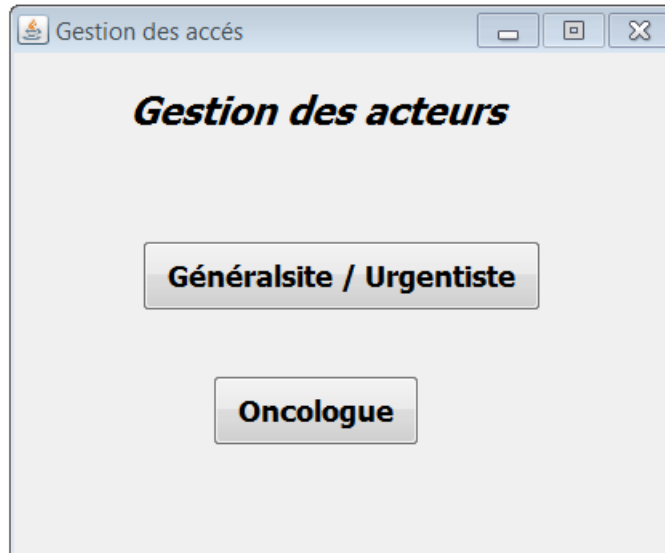 Gestion des accés
Gestion des acteurs
Généralsite / Urgentiste
Oncologue